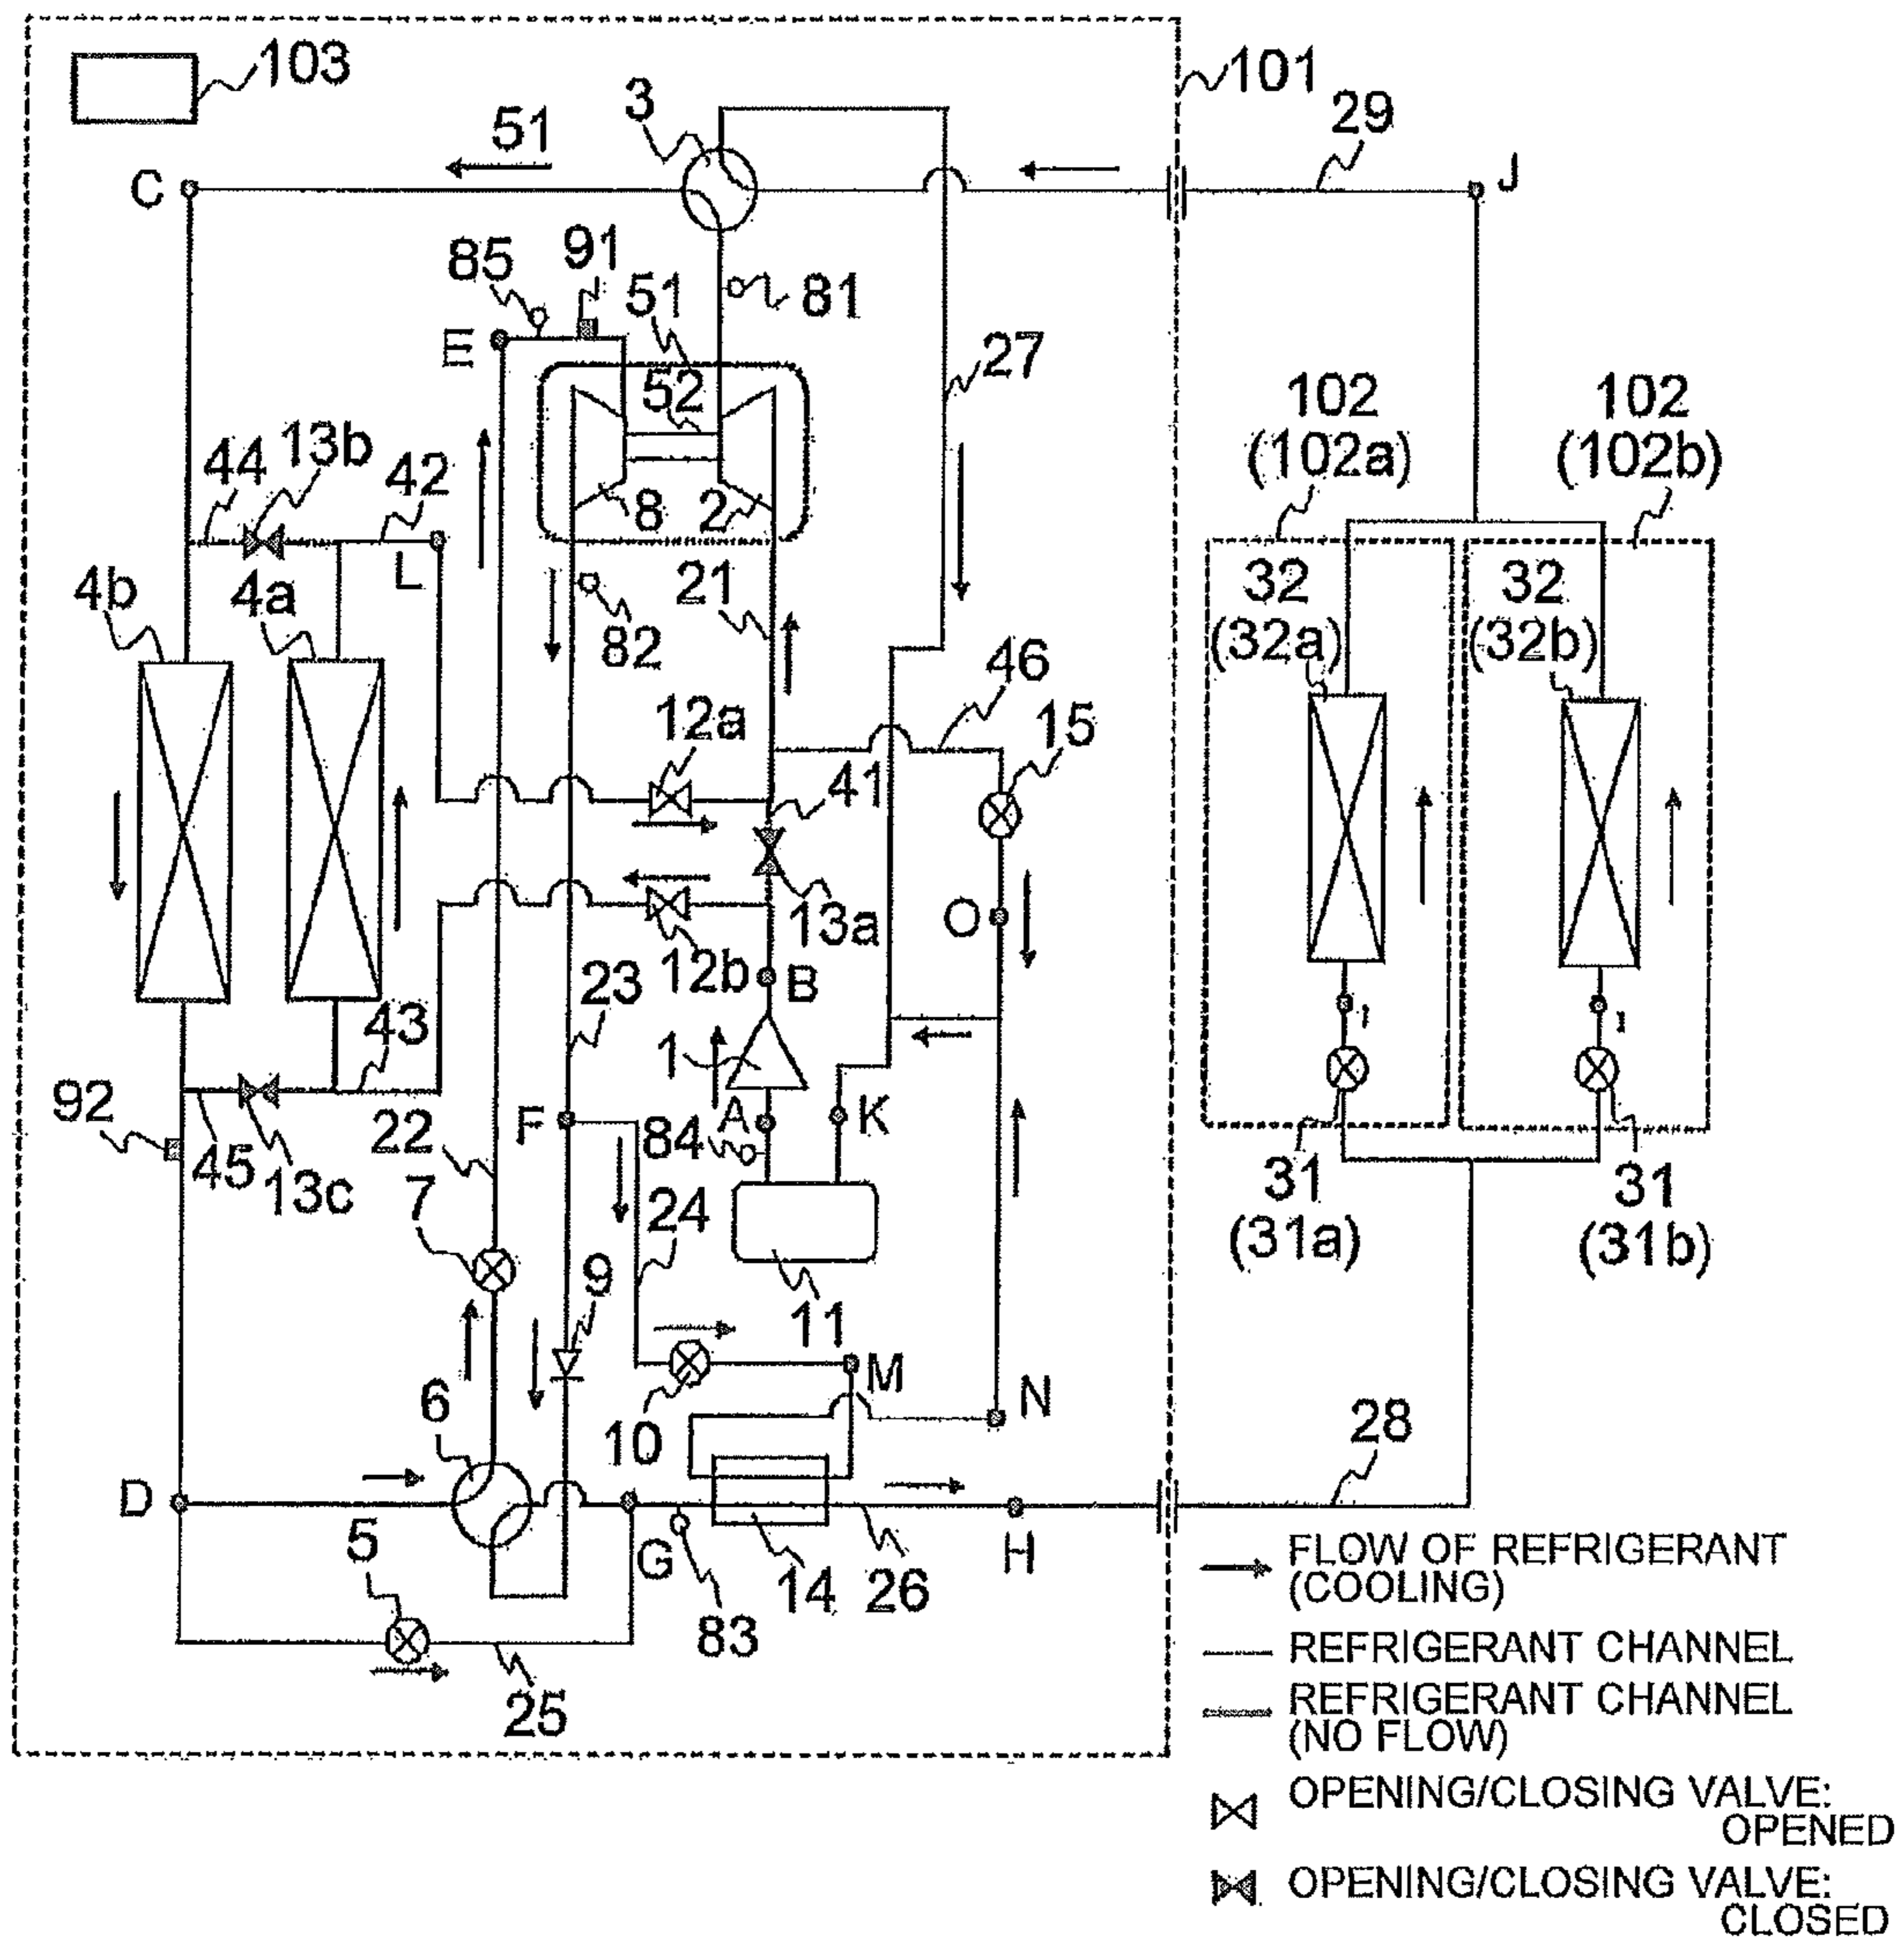 103
101
3
51
29
C
J
91
85
51
81
E
27
52
102
(102a)
102
(102b)
13b
44
42
8
2
L
4b
4a
21
32
(32a)
32
(32b)
82
46
12a
15
41
13a
O
12b
B
23
43
1
92
A
K
F
22
84
45
13c
24
31
(31a)
31
(31b)
7
9
11
M
6
N
10
28
D
5
G
H
14
26
83
25
FLOW OF REFRIGERANT
(COOLING)
REFRIGERANT CHANNEL
REFRIGERANT CHANNEL
(NO FLOW)
OPENING/CLOSING VALVE:
OPENED
OPENING/CLOSING VALVE:
CLOSED